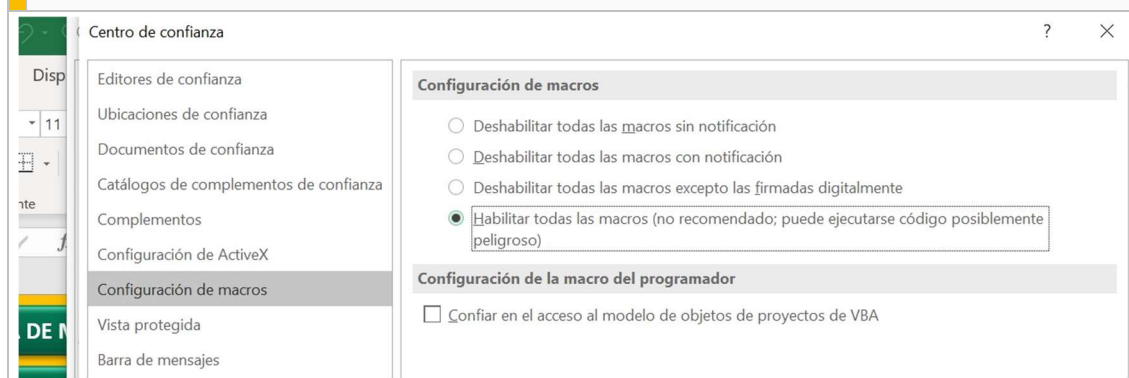 Centro de confianza
?
Disp
11
nte
DE
Editores de confianza
Ubicaciones de confianza
Documentos de confianza
Catálogos de complementos de confianza
Complementos
Configuración de ActiveX
Configuración de macros
Vista protegida
Barra de mensajes
Configuración de macros
Deshabilitar todas las macros sin notificación
Deshabilitar todas las macros con notificación
Deshabilitar todas las macros excepto las firmadas digitalmente
Habilitar todas las macros (no recomendado; puede ejecutarse código posiblemente
peligroso)
Configuración de la macro del programador
Confiar en el acceso al modelo de objetos de proyectos de VBA